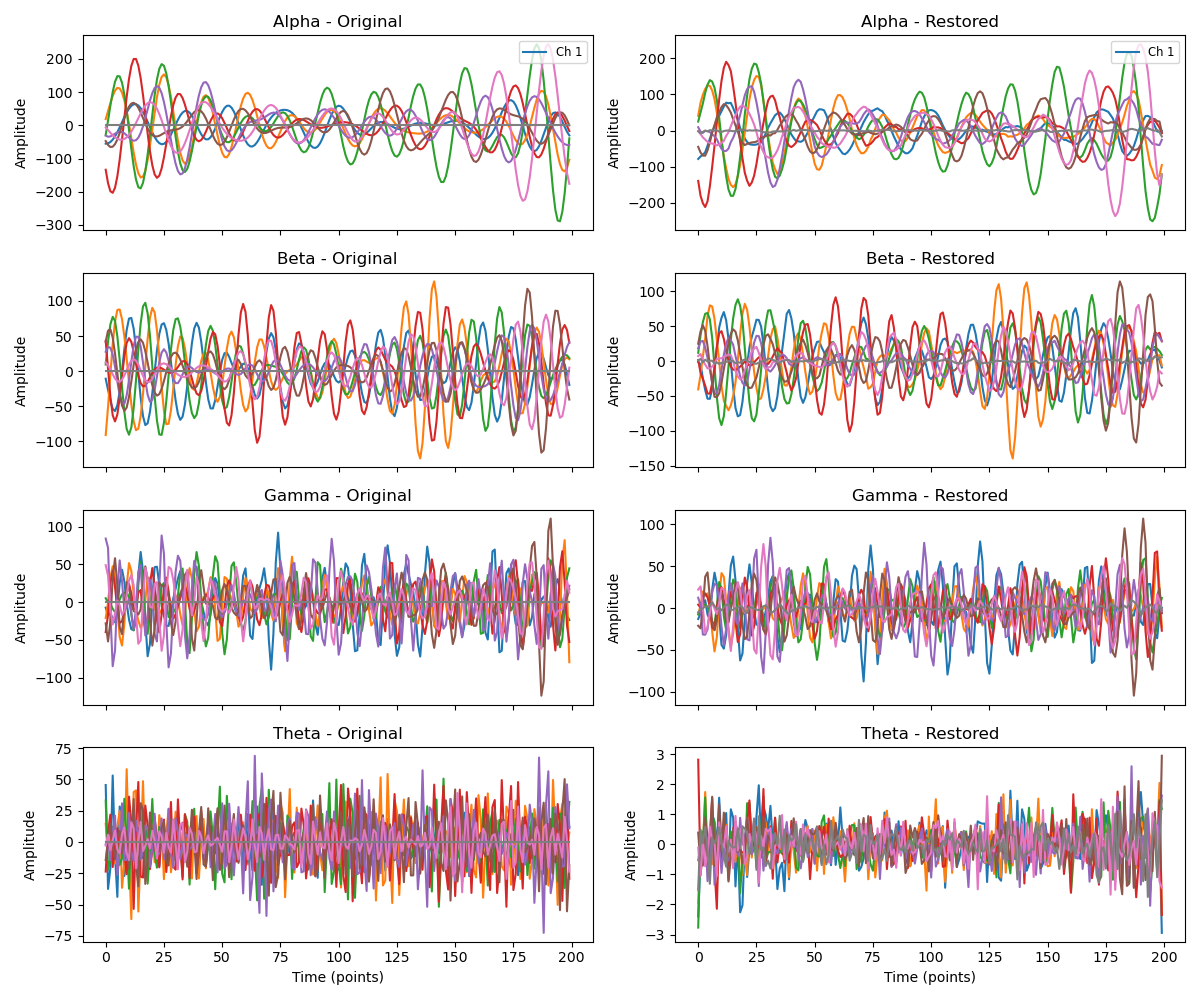 Alpha - Original
Alpha - Restored
Amplitude
200
100
0
−100
−200
−300
Ch 1
Amplitude
200
100
0
−100
−200
Ch 1
Beta - Original
Beta - Restored
Amplitude
100
50
0
−50
−100
Amplitude
100
50
0
−50
−100
−150
Gamma - Original
Gamma - Restored
Amplitude
100
50
0
−50
−100
Amplitude
100
50
0
−50
−100
Theta - Original
Theta - Restored
Amplitude
75
50
25
0
−25
−50
−75
0 25 50 75 100 125 150 175 200
Time (points)
Amplitude
3
2
1
0
−1
−2
−3
0 25 50 75 100 125 150 175 200
Time (points)